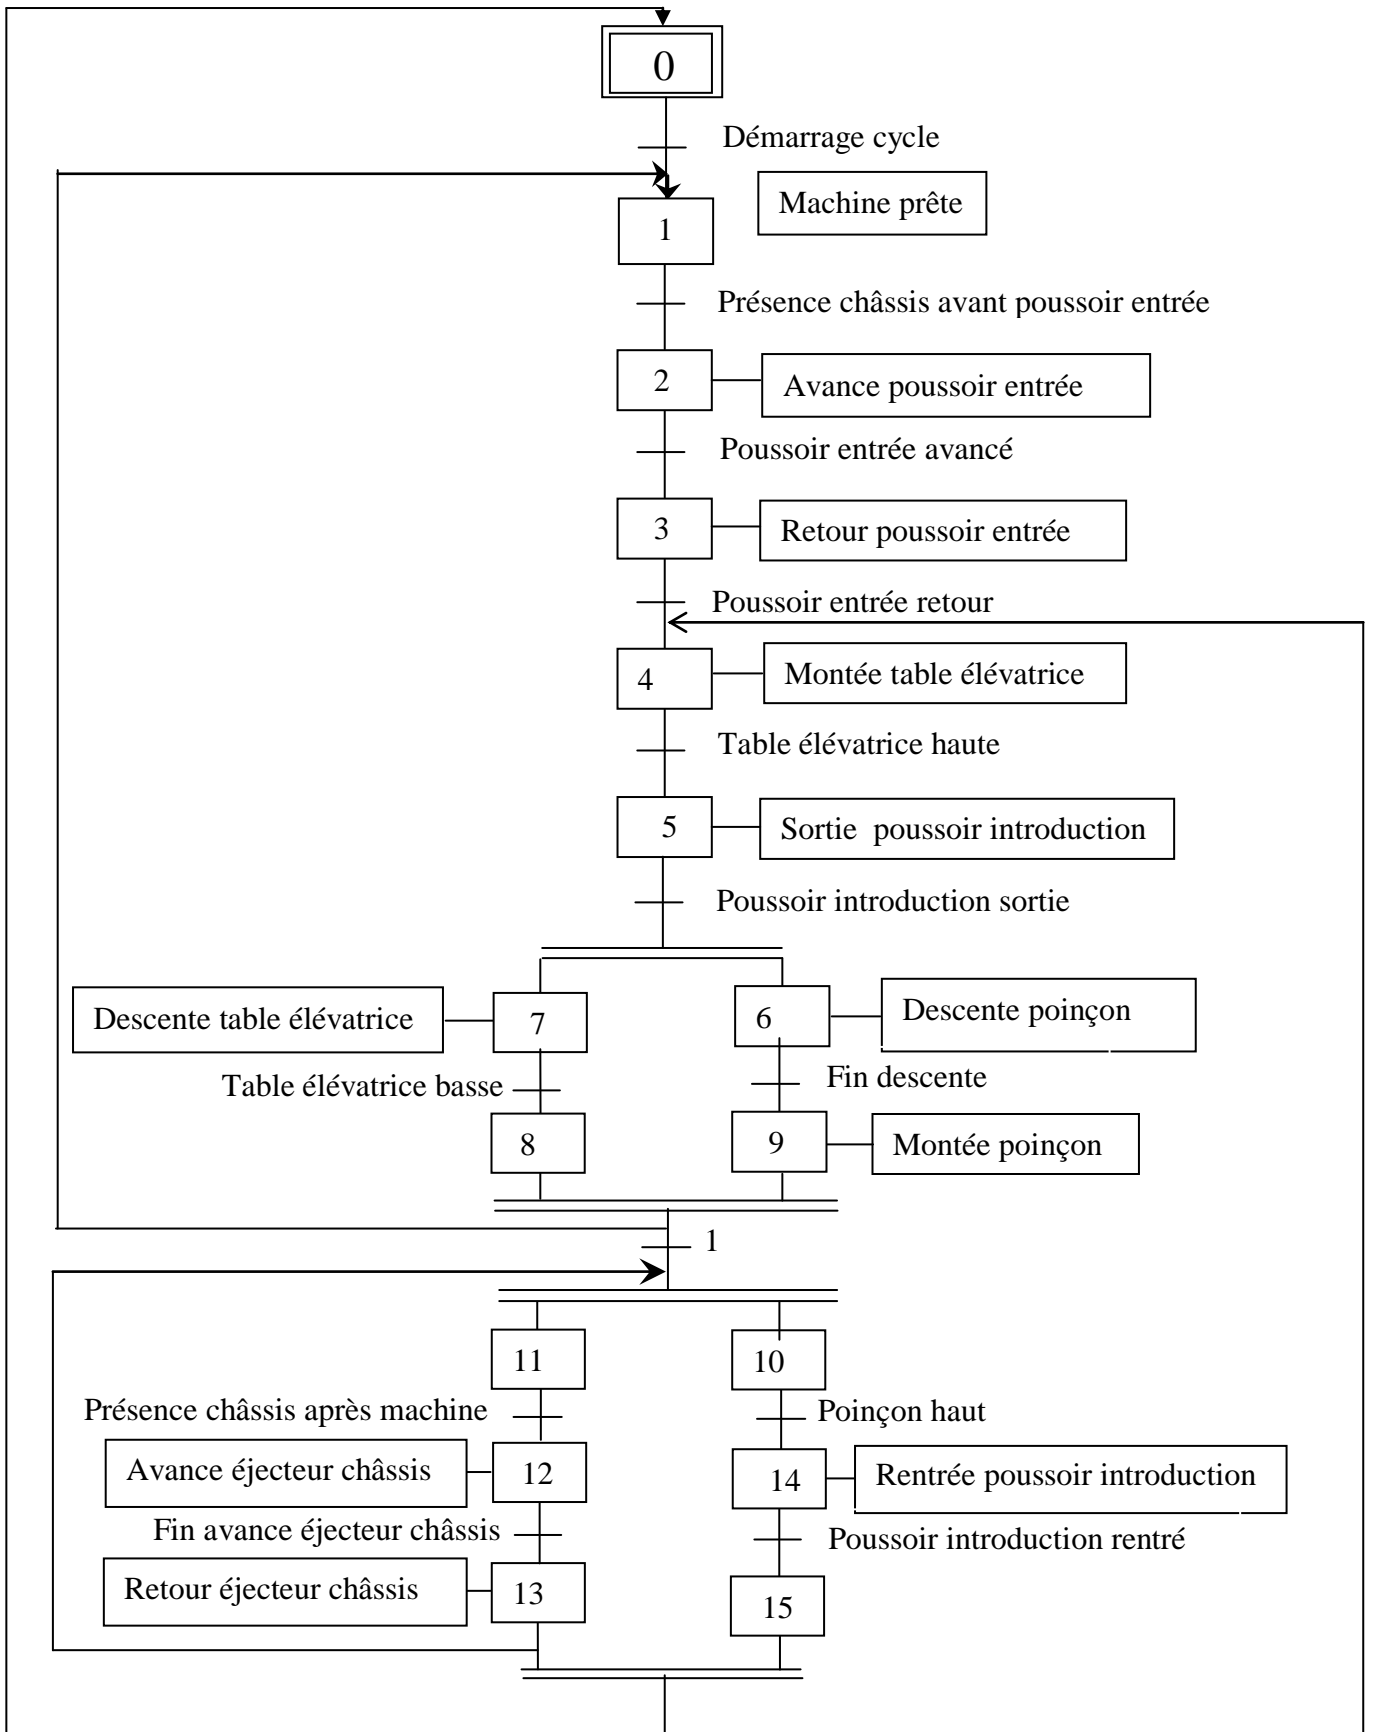 0
Démarrage cycle
Machine prête
1
Présence châssis avant poussoir entrée
2
Avance poussoir entrée
Poussoir entrée avancé
3
Retour poussoir entrée
Poussoir entrée retour
4
Montée table élévatrice
Table élévatrice haute
5
Sortie poussoir introduction
Poussoir introduction sortie
Descente table élévatrice
7
6
Descente poinçon
Table élévatrice basse
Fin descente
8
9
Montée poinçon
1
11
10
Présence châssis après machine
Poinçon haut
Avance éjecteur châssis
12
14
Rentrée poussoir introduction
Fin avance éjecteur châssis
Poussoir introduction rentré
Retour éjecteur châssis
13
15